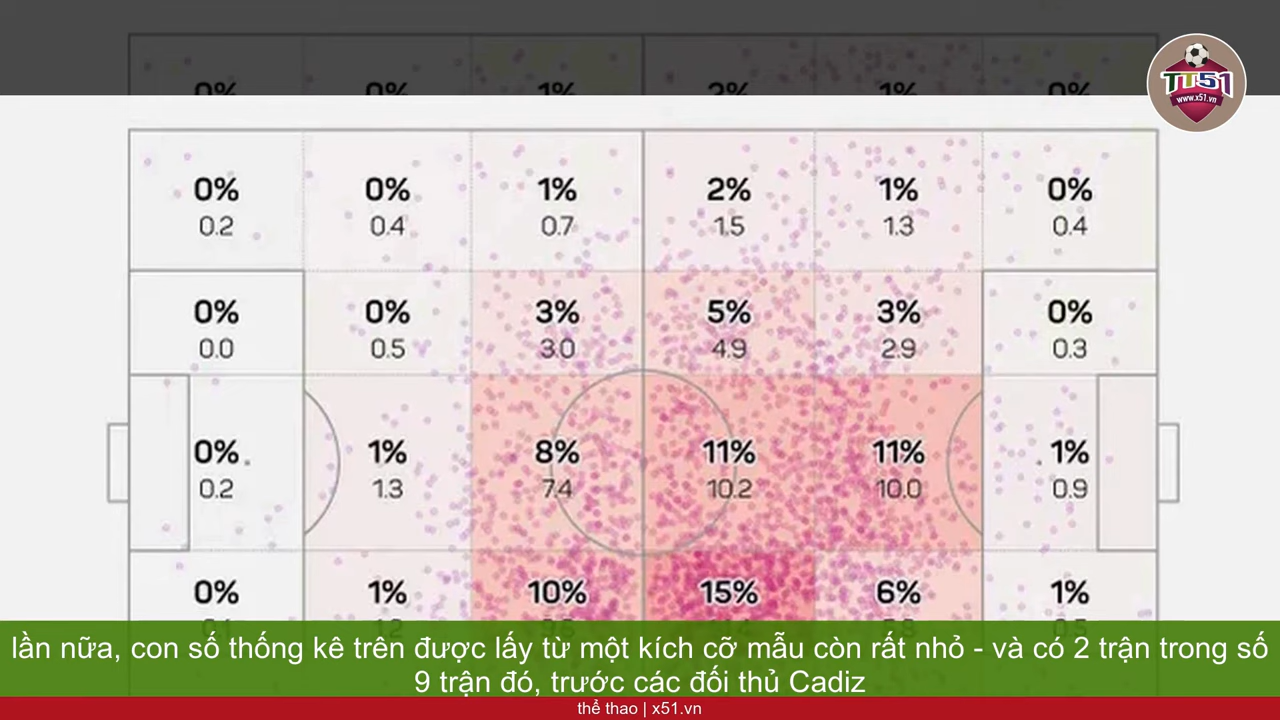 0% 0% 1% 2% 1% 0%
TT51
www.x51.vn
0% 0% 1% 2% 1% 0%
0.2 0.4 0.7 1.5 1.3 0.4
0% 0% 3% 5% 3% 0%
0.0 0.5 3.0 4.9 2.9 0.3
0% 1% 8% 11% 11% 1%
0.2 1.3 7.4 10.2 10.0 0.9
0% 1% 10% 15% 6% 1%
lần nữa, con số thống kê trên được lấy từ một kích cỡ mẫu còn rất nhỏ - và có 2 trận trong số
9 trận đó, trước các đối thủ Cadiz
thể thao | x51.vn